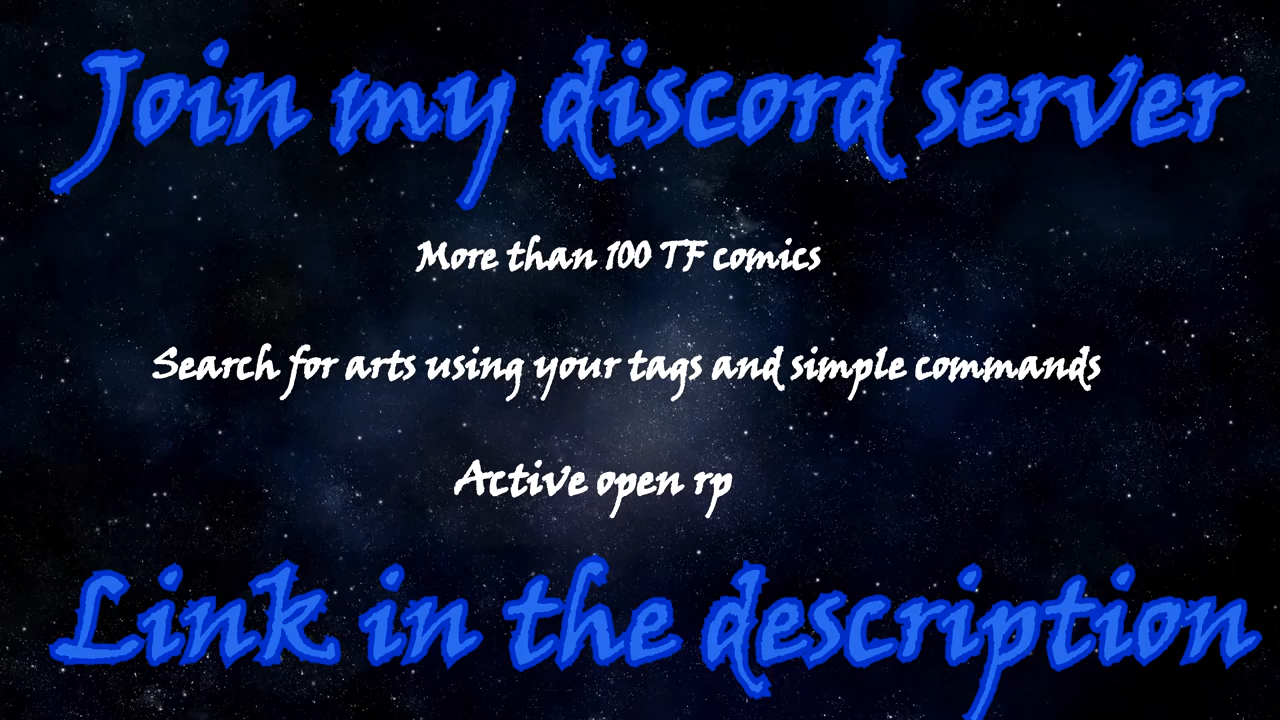 Join my discord server
More than 100 TF comics
Search for arts using your tags and simple commands
Active open rp
Link in the description